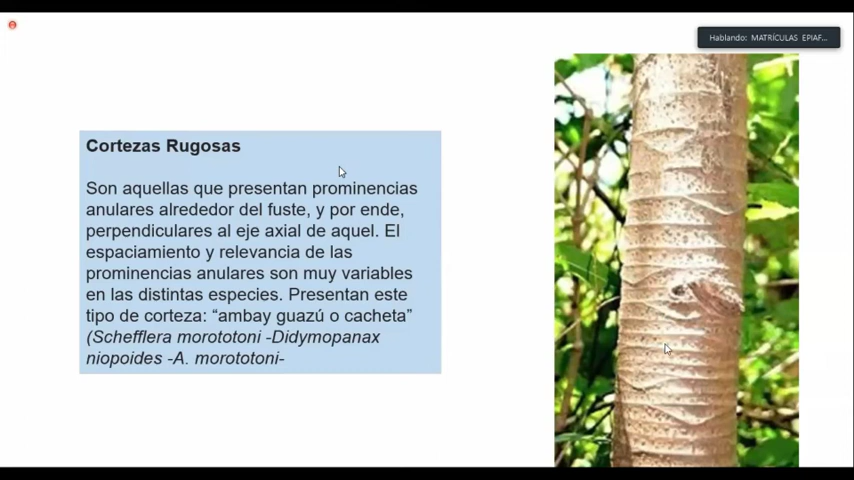 Hablando: MATRÍCULAS EPIAF...
Cortezas Rugosas
Son aquellas que presentan prominencias
anulares alrededor del fuste, y por ende,
perpendiculares al eje axial de aquel. El
espaciamiento y relevancia de las
prominencias anulares son muy variables
en las distintas especies. Presentan este
tipo de corteza: “ambay guazú o cacheta”
(Schefflera morototoni -Didymopanax
niopoides -A. morototoni-